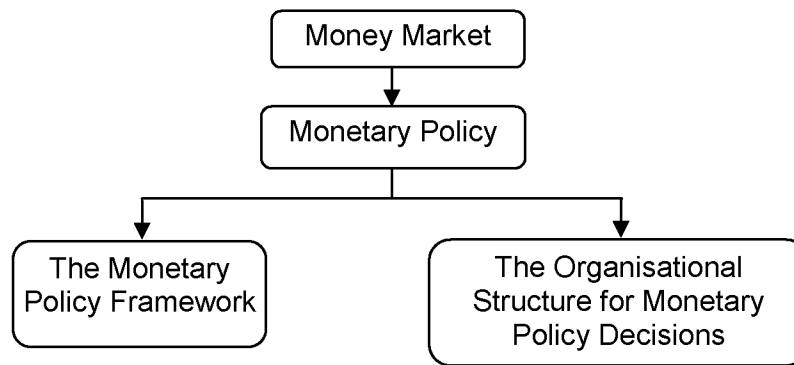 Money Market
Monetary Policy
The Monetary
Policy Framework
The Organisational
Structure for Monetary
Policy Decisions